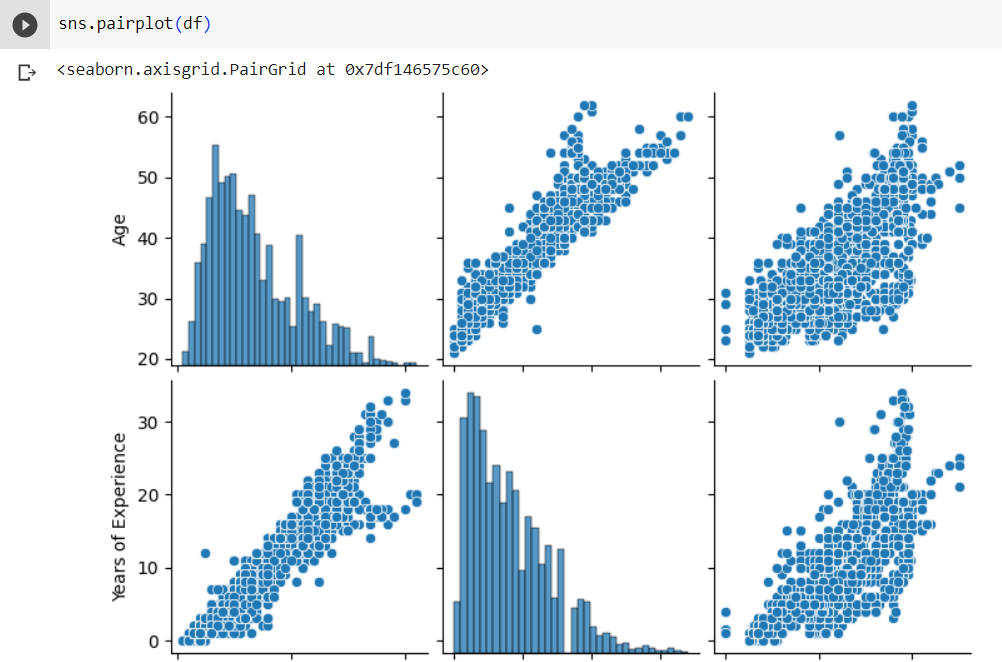 sns.pairplot(df)
<seaborn.axisgrid.PairGrid at 0x7df146575c60>
60
50
Age
40
30
20
30
20
Years of Experience
10
0